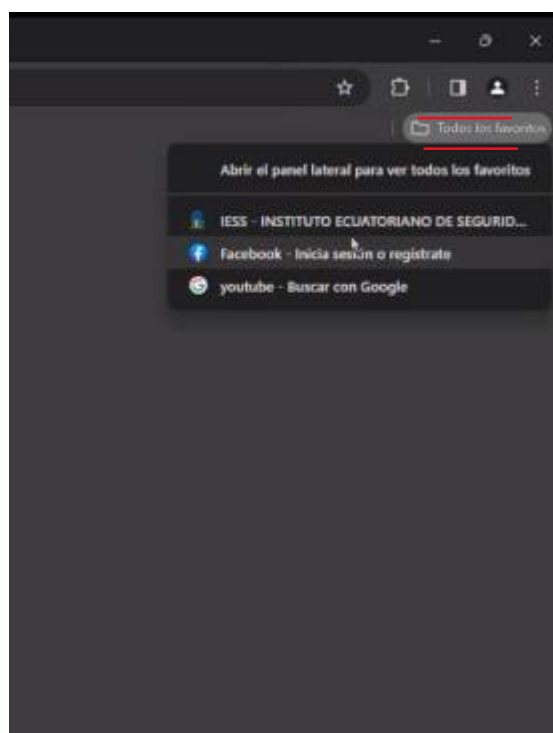 Todos los favoritos
Abrir el panel lateral para ver todos los favoritos
IESS - INSTITUTO ECUATORIANO DE SEGURID...
Facebook - Inicia sesión o regístrate
youtube - Buscar con Google